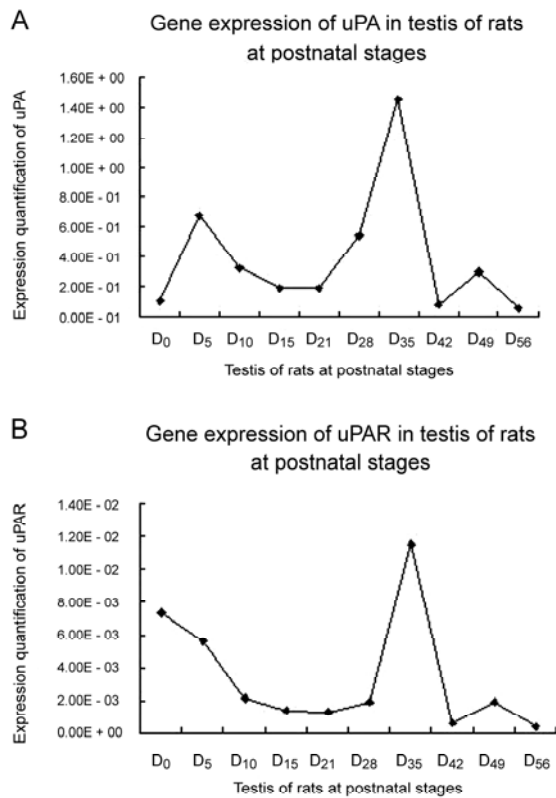 A
Gene expression of uPA in testis of rats
at postnatal stages
Expression quantification of uPA
1.60E + 00
1.40E + 00
1.20E + 00
1.00E + 00
8.00E - 01
6.00E - 01
4.00E - 01
2.00E - 01
0.00E - 01
D0 D5 D10 D15 D21 D28 D35 D42 D49 D56
Testis of rats at postnatal stages
B
Gene expression of uPAR in testis of rats
at postnatal stages
Expression quantification of uPAR
1.40E - 02
1.20E - 02
1.00E - 02
8.00E - 03
6.00E - 03
4.00E - 03
2.00E - 03
0.00E + 00
D0 D5 D10 D15 D21 D28 D35 D42 D49 D56
Testis of rats at postnatal stages